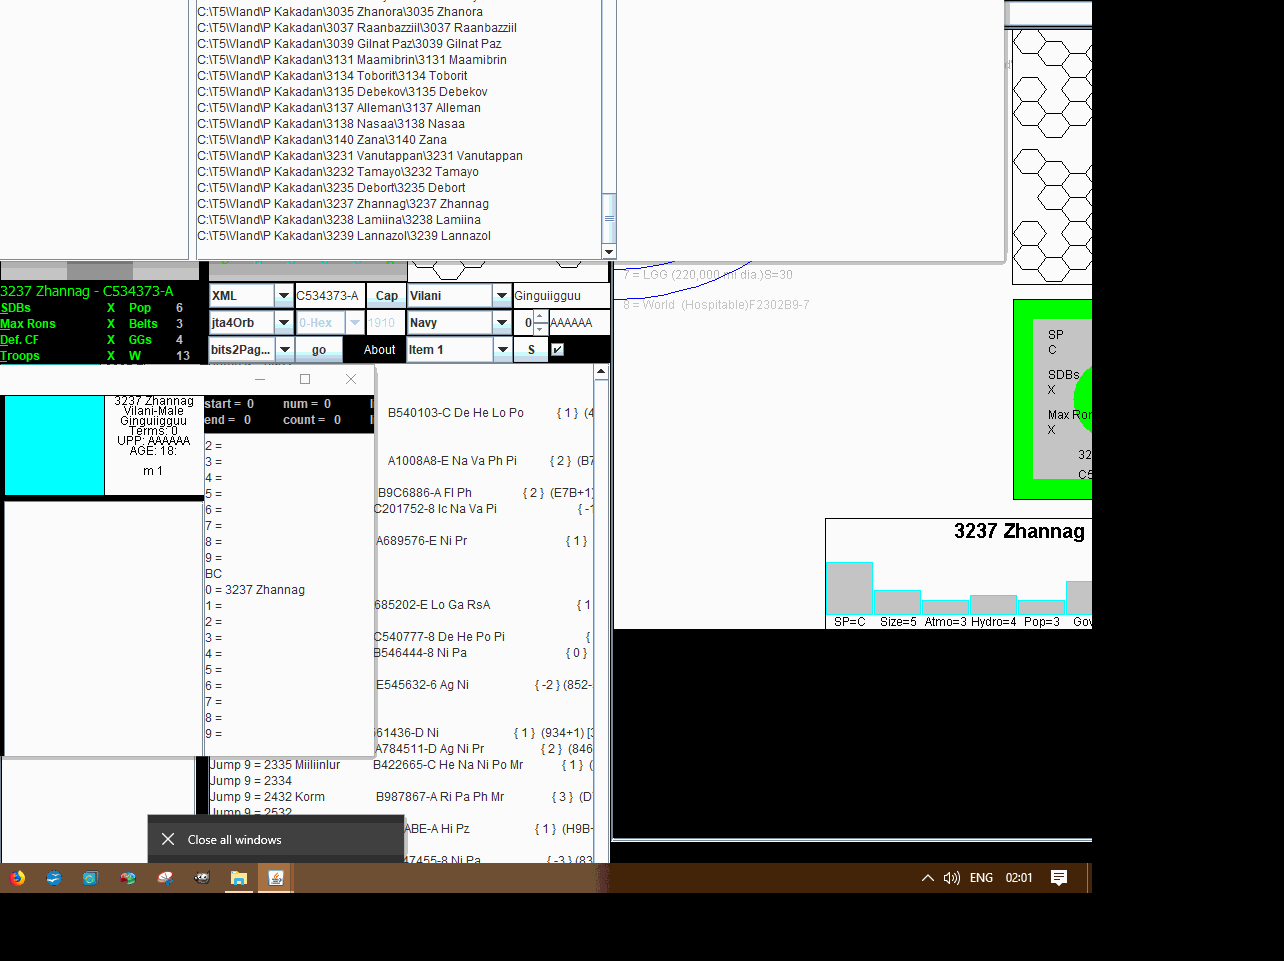 C:\T5\Vland\P Kakadan\3035 Zhanora\3035 Zhanora
C:\T5\Vland\P Kakadan\3037 Raanbazziil\3037 Raanbazziil
C:\T5\Vland\P Kakadan\3039 Gilnat Paz\3039 Gilnat Paz
C:\T5\Vland\P Kakadan\3131 Maamibrin\3131 Maamibrin
C:\T5\Vland\P Kakadan\3134 Toborit\3134 Toborit
C:\T5\Vland\P Kakadan\3135 Debekov\3135 Debekov
C:\T5\Vland\P Kakadan\3137 Alleman\3137 Alleman
C:\T5\Vland\P Kakadan\3138 Nasaa\3138 Nasaa
C:\T5\Vland\P Kakadan\3140 Zana\3140 Zana
C:\T5\Vland\P Kakadan\3231 Vanutappan\3231 Vanutappan
C:\T5\Vland\P Kakadan\3232 Tamayo\3232 Tamayo
C:\T5\Vland\P Kakadan\3235 Debort\3235 Debort
C:\T5\Vland\P Kakadan\3237 Zhannag\3237 Zhannag
C:\T5\Vland\P Kakadan\3238 Lamiina\3238 Lamiina
C:\T5\Vland\P Kakadan\3239 Lannazol\3239 Lannazol
7 = LGG (220,000 mi dia.)S=30
8 = World  (Hospitable)F2302B9-7
3237 Zhannag - C534373-A
SDBs X Pop 6
Max Rons X Belts 3
Def. CF X GGs 4
Troops X W 13
XML C534373-A Cap Vilani Ginguiigguu
jta4Orb 0-Hex 1910 Navy 0 AAAAAA
bits2Pag... go About Item 1 S
3237 Zhannag
Vilani-Male
Ginguiigguu
Terms: 0
UPP: AAAAAA
AGE: 18:
m 1
start = 0 num = 0
end = 0 count = 0
2 =
3 =
4 =
5 =
6 =
7 =
8 =
9 =
BC
0 = 3237 Zhannag
1 =
2 =
3 =
4 =
5 =
6 =
7 =
8 =
9 =
B540103-C De He Lo Po { 1 } (4
A1008A8-E Na Va Ph Pi { 2 } (B7
B9C6886-A Fl Ph { 2 } (E7B+1)
C201752-8 Ic Na Va Pi { -1
A689576-E Ni Pr { 1 }
685202-E Lo Ga RsA { 1
C540777-8 De He Po Pi {
B546444-8 Ni Pa { 0 }
E545632-6 Ag Ni { -2 } (852-
61436-D Ni { 1 } (934+1) [3
A784511-D Ag Ni Pr { 2 } (846
Jump 9 = 2335 Miiliinlur B422665-C He Na Ni Po Mr { 1 } (
Jump 9 = 2334
Jump 9 = 2432 Korm B987867-A Ri Pa Ph Mr { 3 } (D
Jump 9 = 2532
ABE-A Hi Pz { 1 } (H9B+
47455-8 Ni Pa { -3 } (83
Close all windows
SP
C
SDBs
X
Max Ror
X
32
C5
3237 Zhannag
SP=C Size=5 Atmo=3 Hydro=4 Pop=3 Gov
ENG 02:01